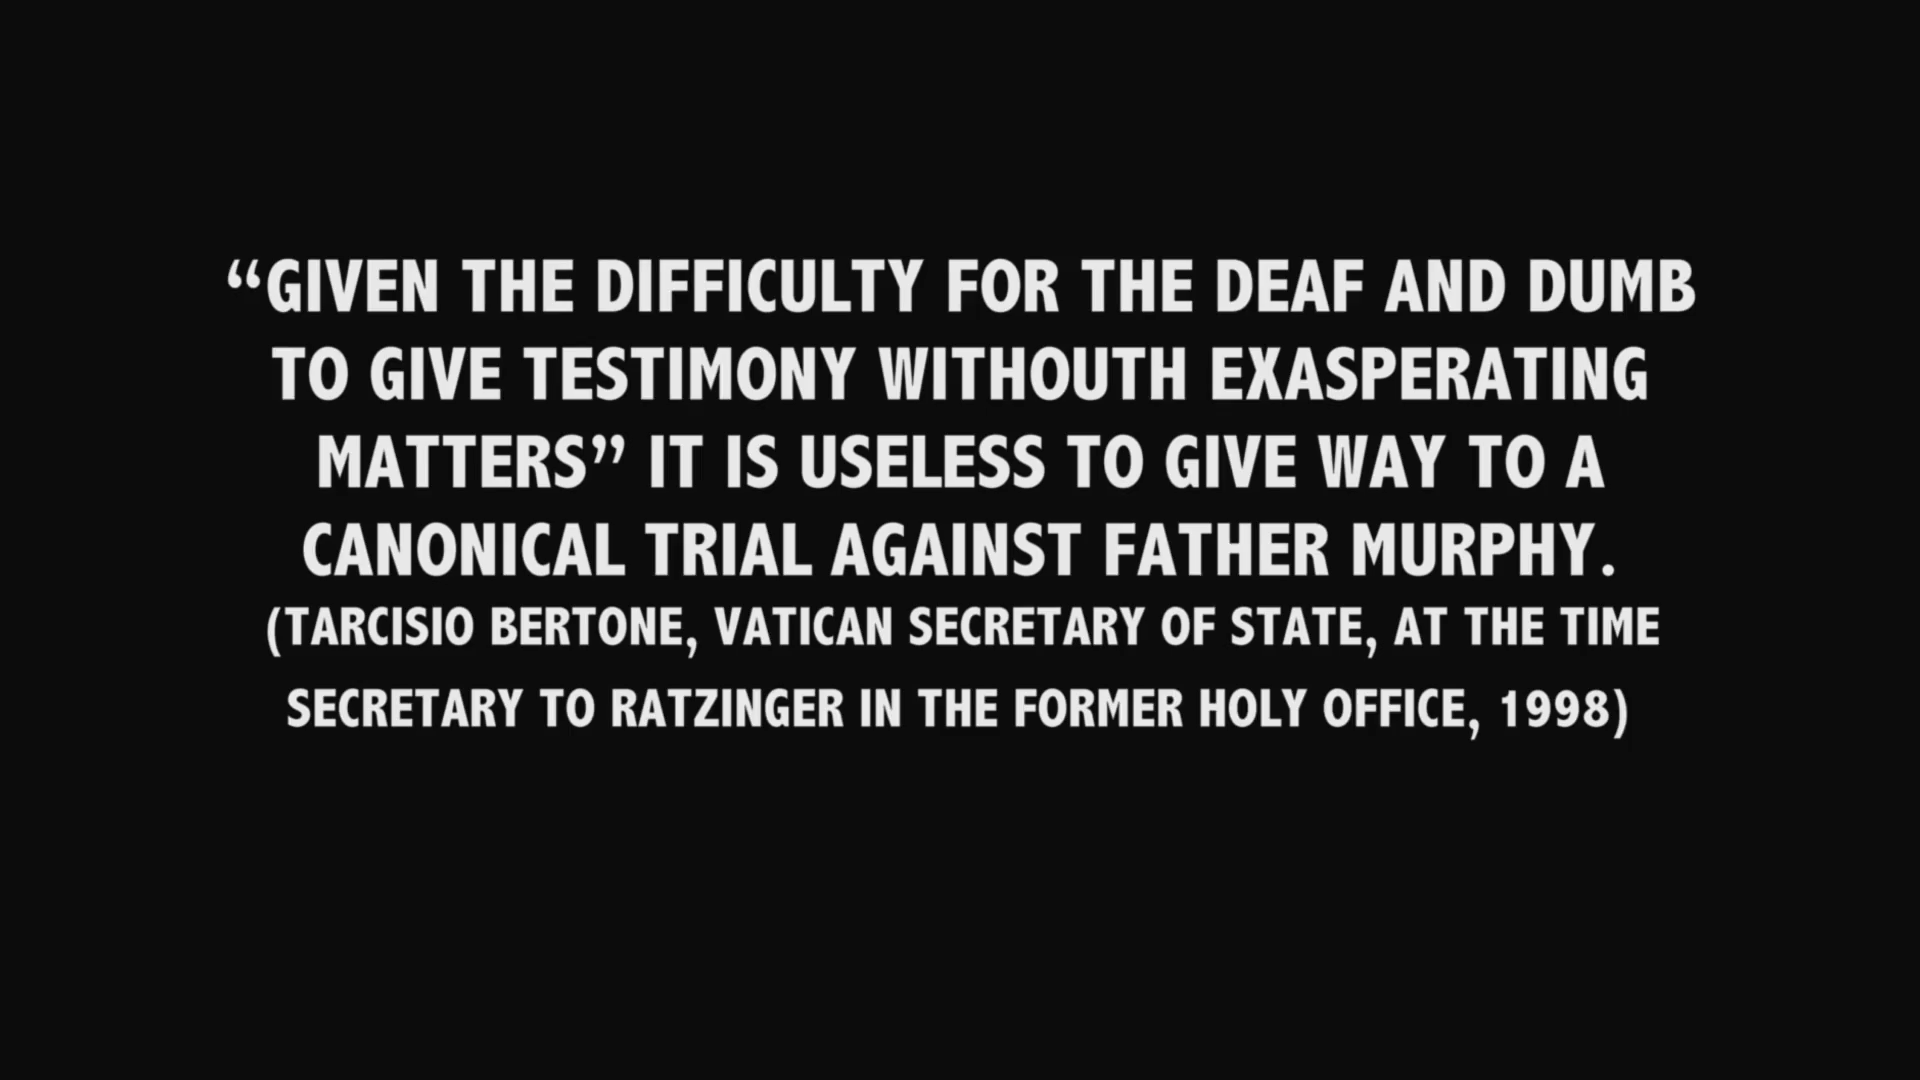 “GIVEN THE DIFFICULTY FOR THE DEAF AND DUMB
TO GIVE TESTIMONY WITHOUTH EXASPERATING
MATTERS” IT IS USELESS TO GIVE WAY TO A
CANONICAL TRIAL AGAINST FATHER MURPHY.
(TARCISIO BERTONE, VATICAN SECRETARY OF STATE, AT THE TIME
SECRETARY TO RATZINGER IN THE FORMER HOLY OFFICE, 1998)